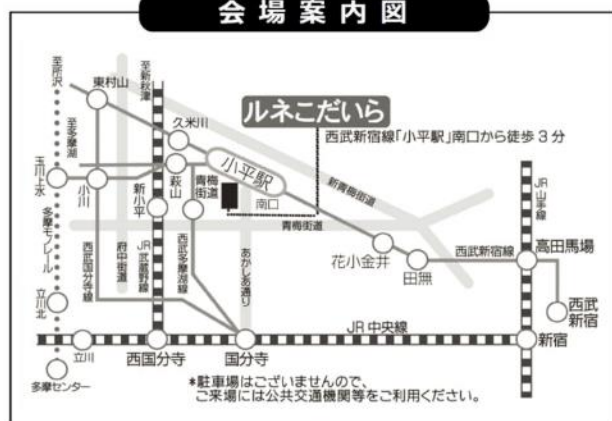 会場案内図
至所沢
東村山
至新秋津
至多摩湖
久米川
ルネこだいら
西武新宿線「小平駅」南口から徒歩3分
小平駅
新青梅街道
玉川上水
小川
新小平
萩山
青梅街道
南口
青梅街道
JR山手線
多摩モノレール
西武国分寺線
府中街道
JR武蔵野線
西武多摩湖線
あかしあ通り
花小金井
田無
西武新宿線
高田馬場
西武新宿
立川北
JR中央線
立川
西国分寺
国分寺
新宿
多摩センター
*駐車場はございませんので、
ご来場には公共交通機関等をご利用ください。